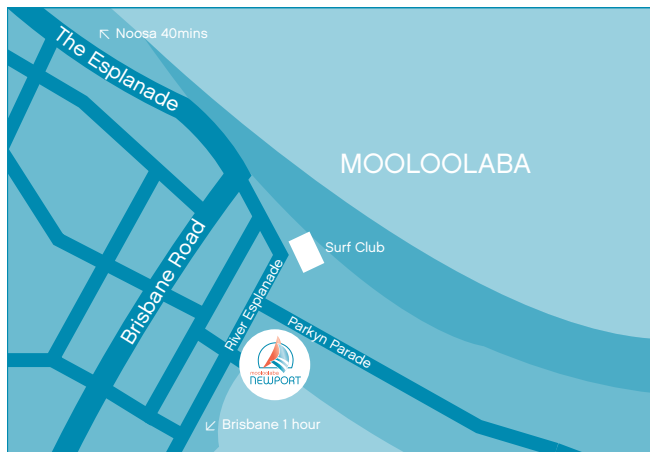 Noosa 40mins
The Esplanade
MOOLOOLABA
Brisbane Road
Surf Club
River Esplanade
Parkyn Parade
mooloolaba
NEWPORT
Brisbane 1 hour